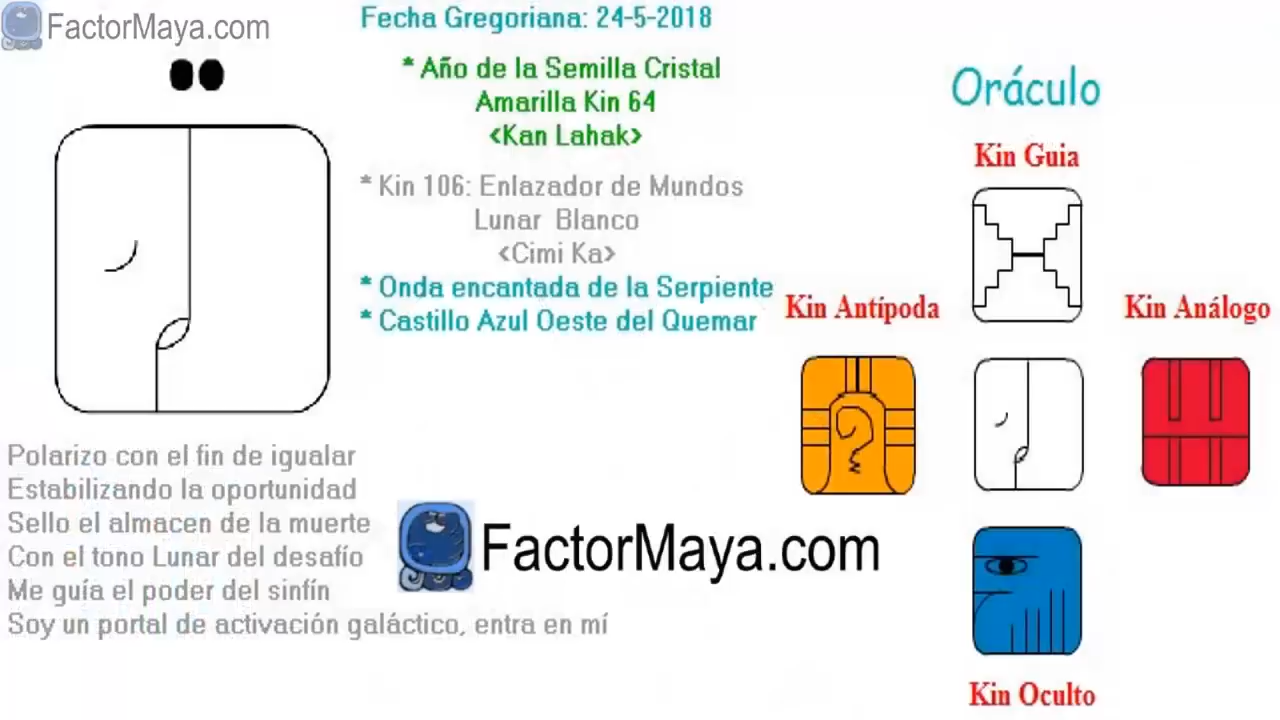 FactorMaya.com
Fecha Gregoriana: 24-5-2018
* Año de la Semilla Cristal
Amarilla Kin 64
<Kan Lahak>
* Kin 106: Enlazador de Mundos
Lunar Blanco
<Cimi Ka>
* Onda encantada de la Serpiente
* Castillo Azul Oeste del Quemar
Oráculo
Kin Guia
Kin Antípoda
Kin Análogo
Kin Oculto
Polarizo con el fin de igualar
Estabilizando la oportunidad
Sello el almacen de la muerte
Con el tono Lunar del desafío
Me guía el poder del sinfín
Soy un portal de activación galáctico, entra en mí
FactorMaya.com